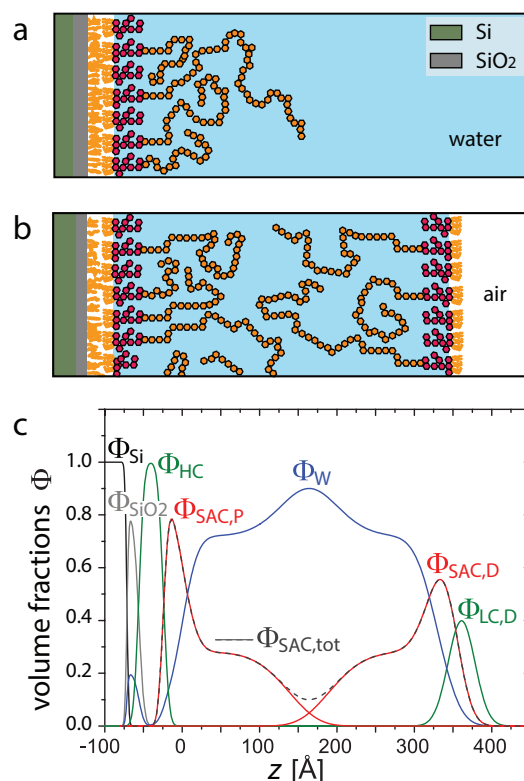 a
Si
SiO2
water
b
air
c
ΦSi
ΦHC
ΦW
ΦSiO2
ΦSAC,P
ΦSAC,D
ΦLC,D
ΦSAC,tot
volume fractions Φ
1.0
0.8
0.6
0.4
0.2
0.0
-100 0 100 200 300 400
z [Å]